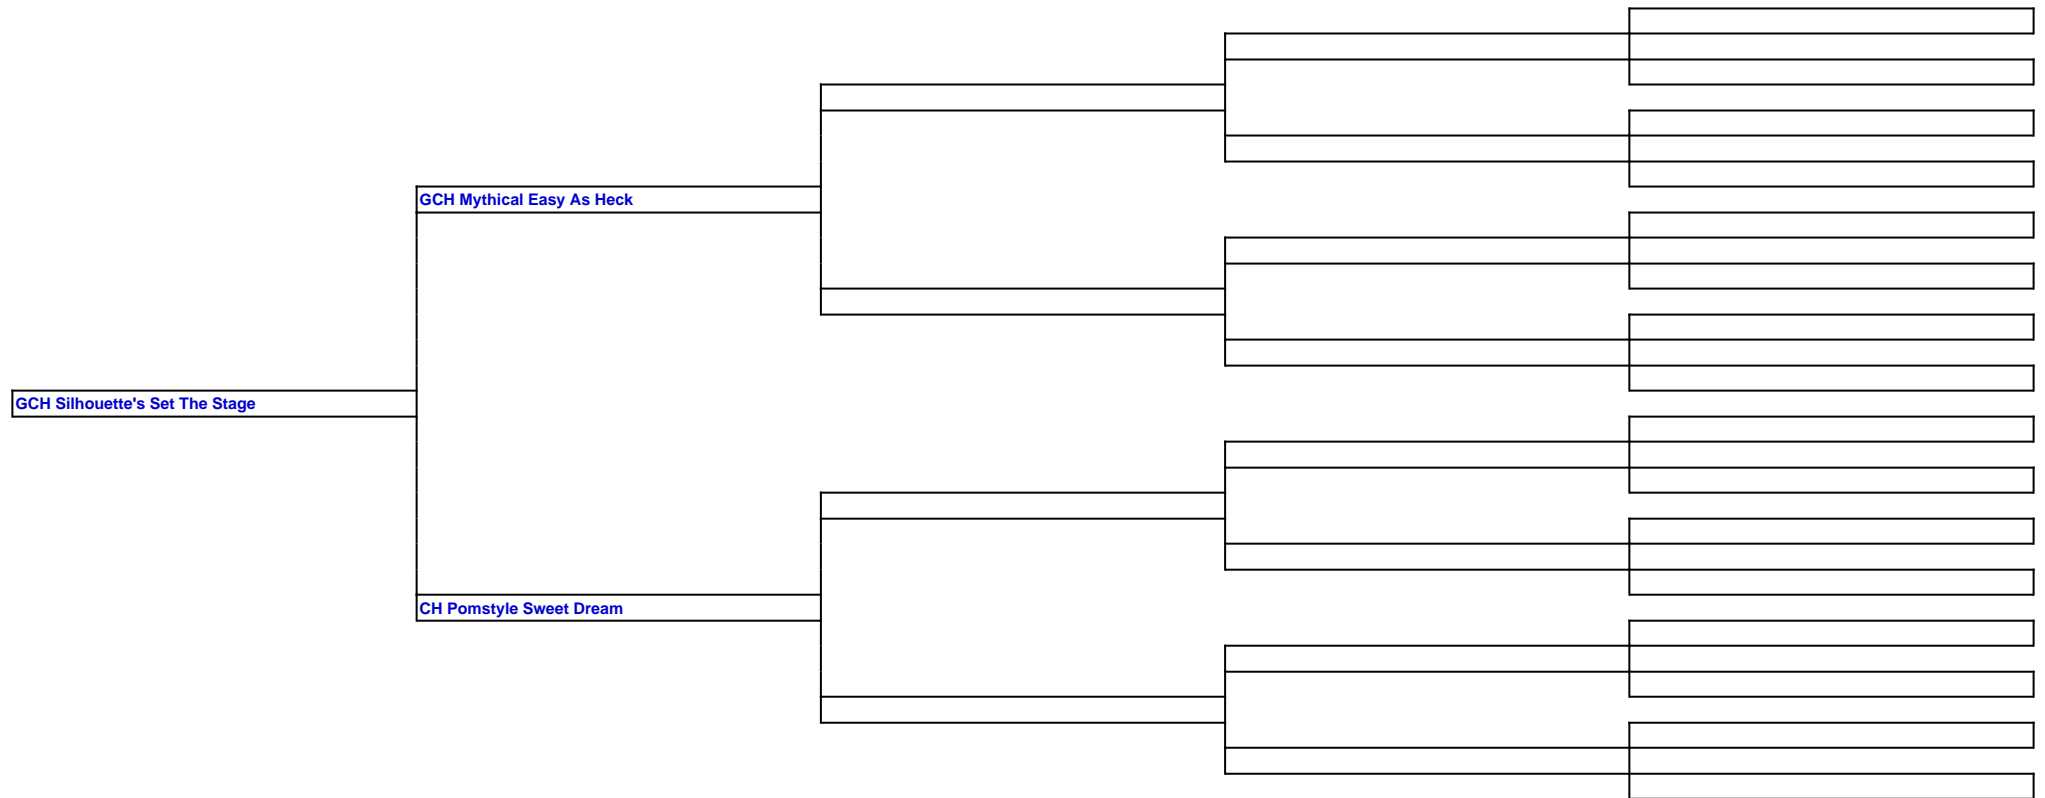 GCH Mythical Easy As Heck
GCH Silhouette's Set The Stage
CH Pomstyle Sweet Dream